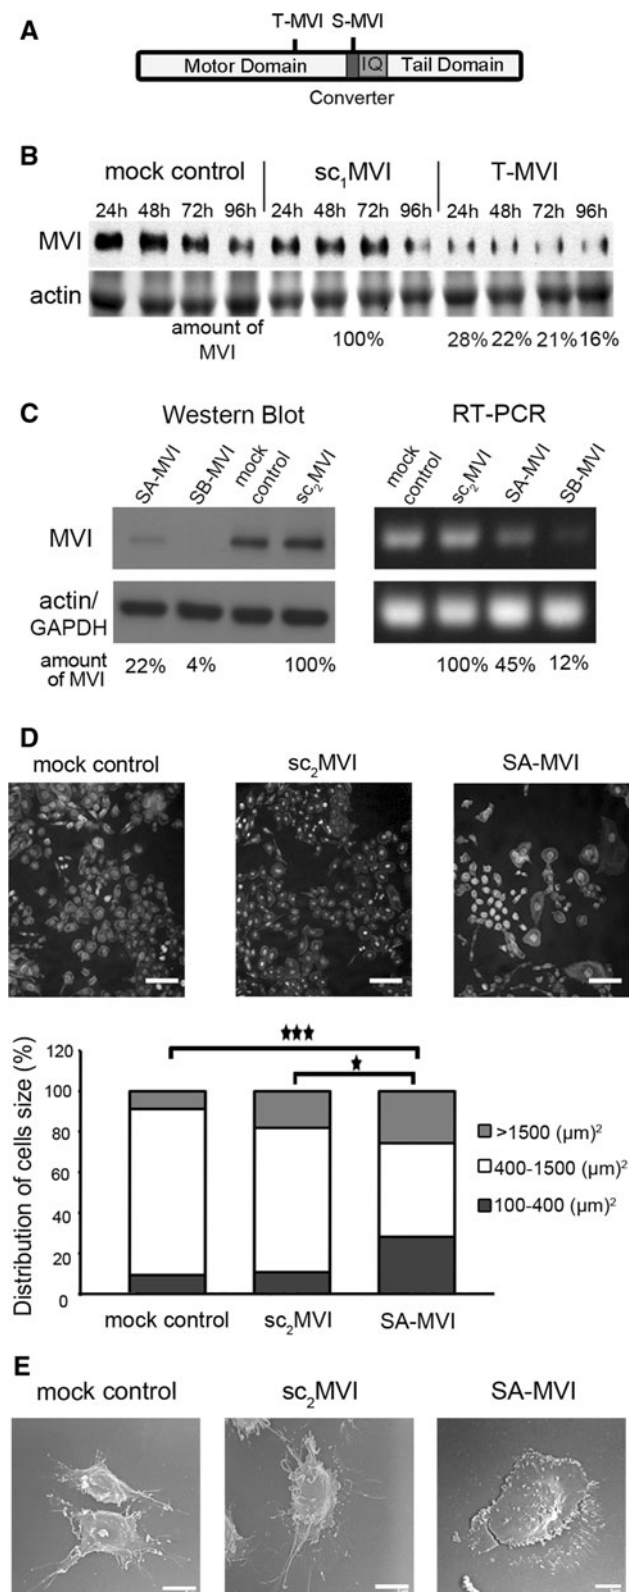 A
T-MVI S-MVI
Motor Domain IQ Tail Domain
Converter
B
mock control sc₁MVI T-MVI
24h 48h 72h 96h 24h 48h 72h 96h 24h 48h 72h 96h
MVI
actin
amount of MVI 100% 28% 22% 21% 16%
C
Western Blot RT-PCR
SA-MVI SB-MVI mock control sc₂MVI mock control sc₂MVI SA-MVI SB-MVI
MVI
actin/
GAPDH
amount of MVI 22% 4% 100% 100% 45% 12%
D
mock control sc₂MVI SA-MVI
Distribution of cells size (%)
120
100
80
60
40
20
0
>1500 (µm)²
400-1500 (µm)²
100-400 (µm)²
mock control sc₂MVI SA-MVI
E
mock control sc₂MVI SA-MVI